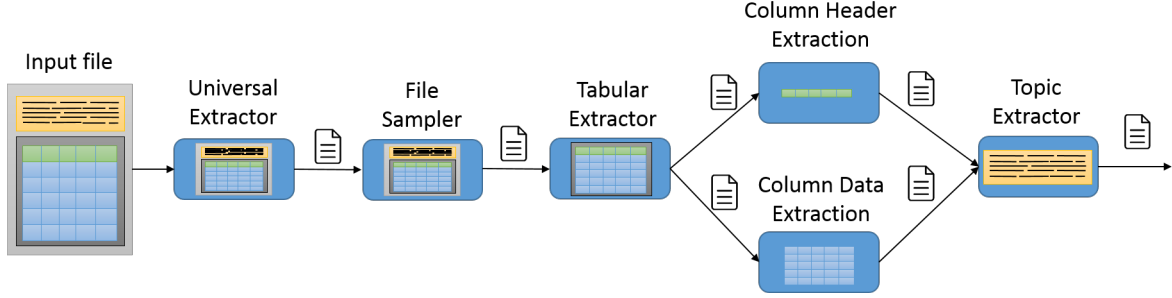 Input file
Universal
Extractor
File
Sampler
Tabular
Extractor
Column Header
Extraction
Column Data
Extraction
Topic
Extractor